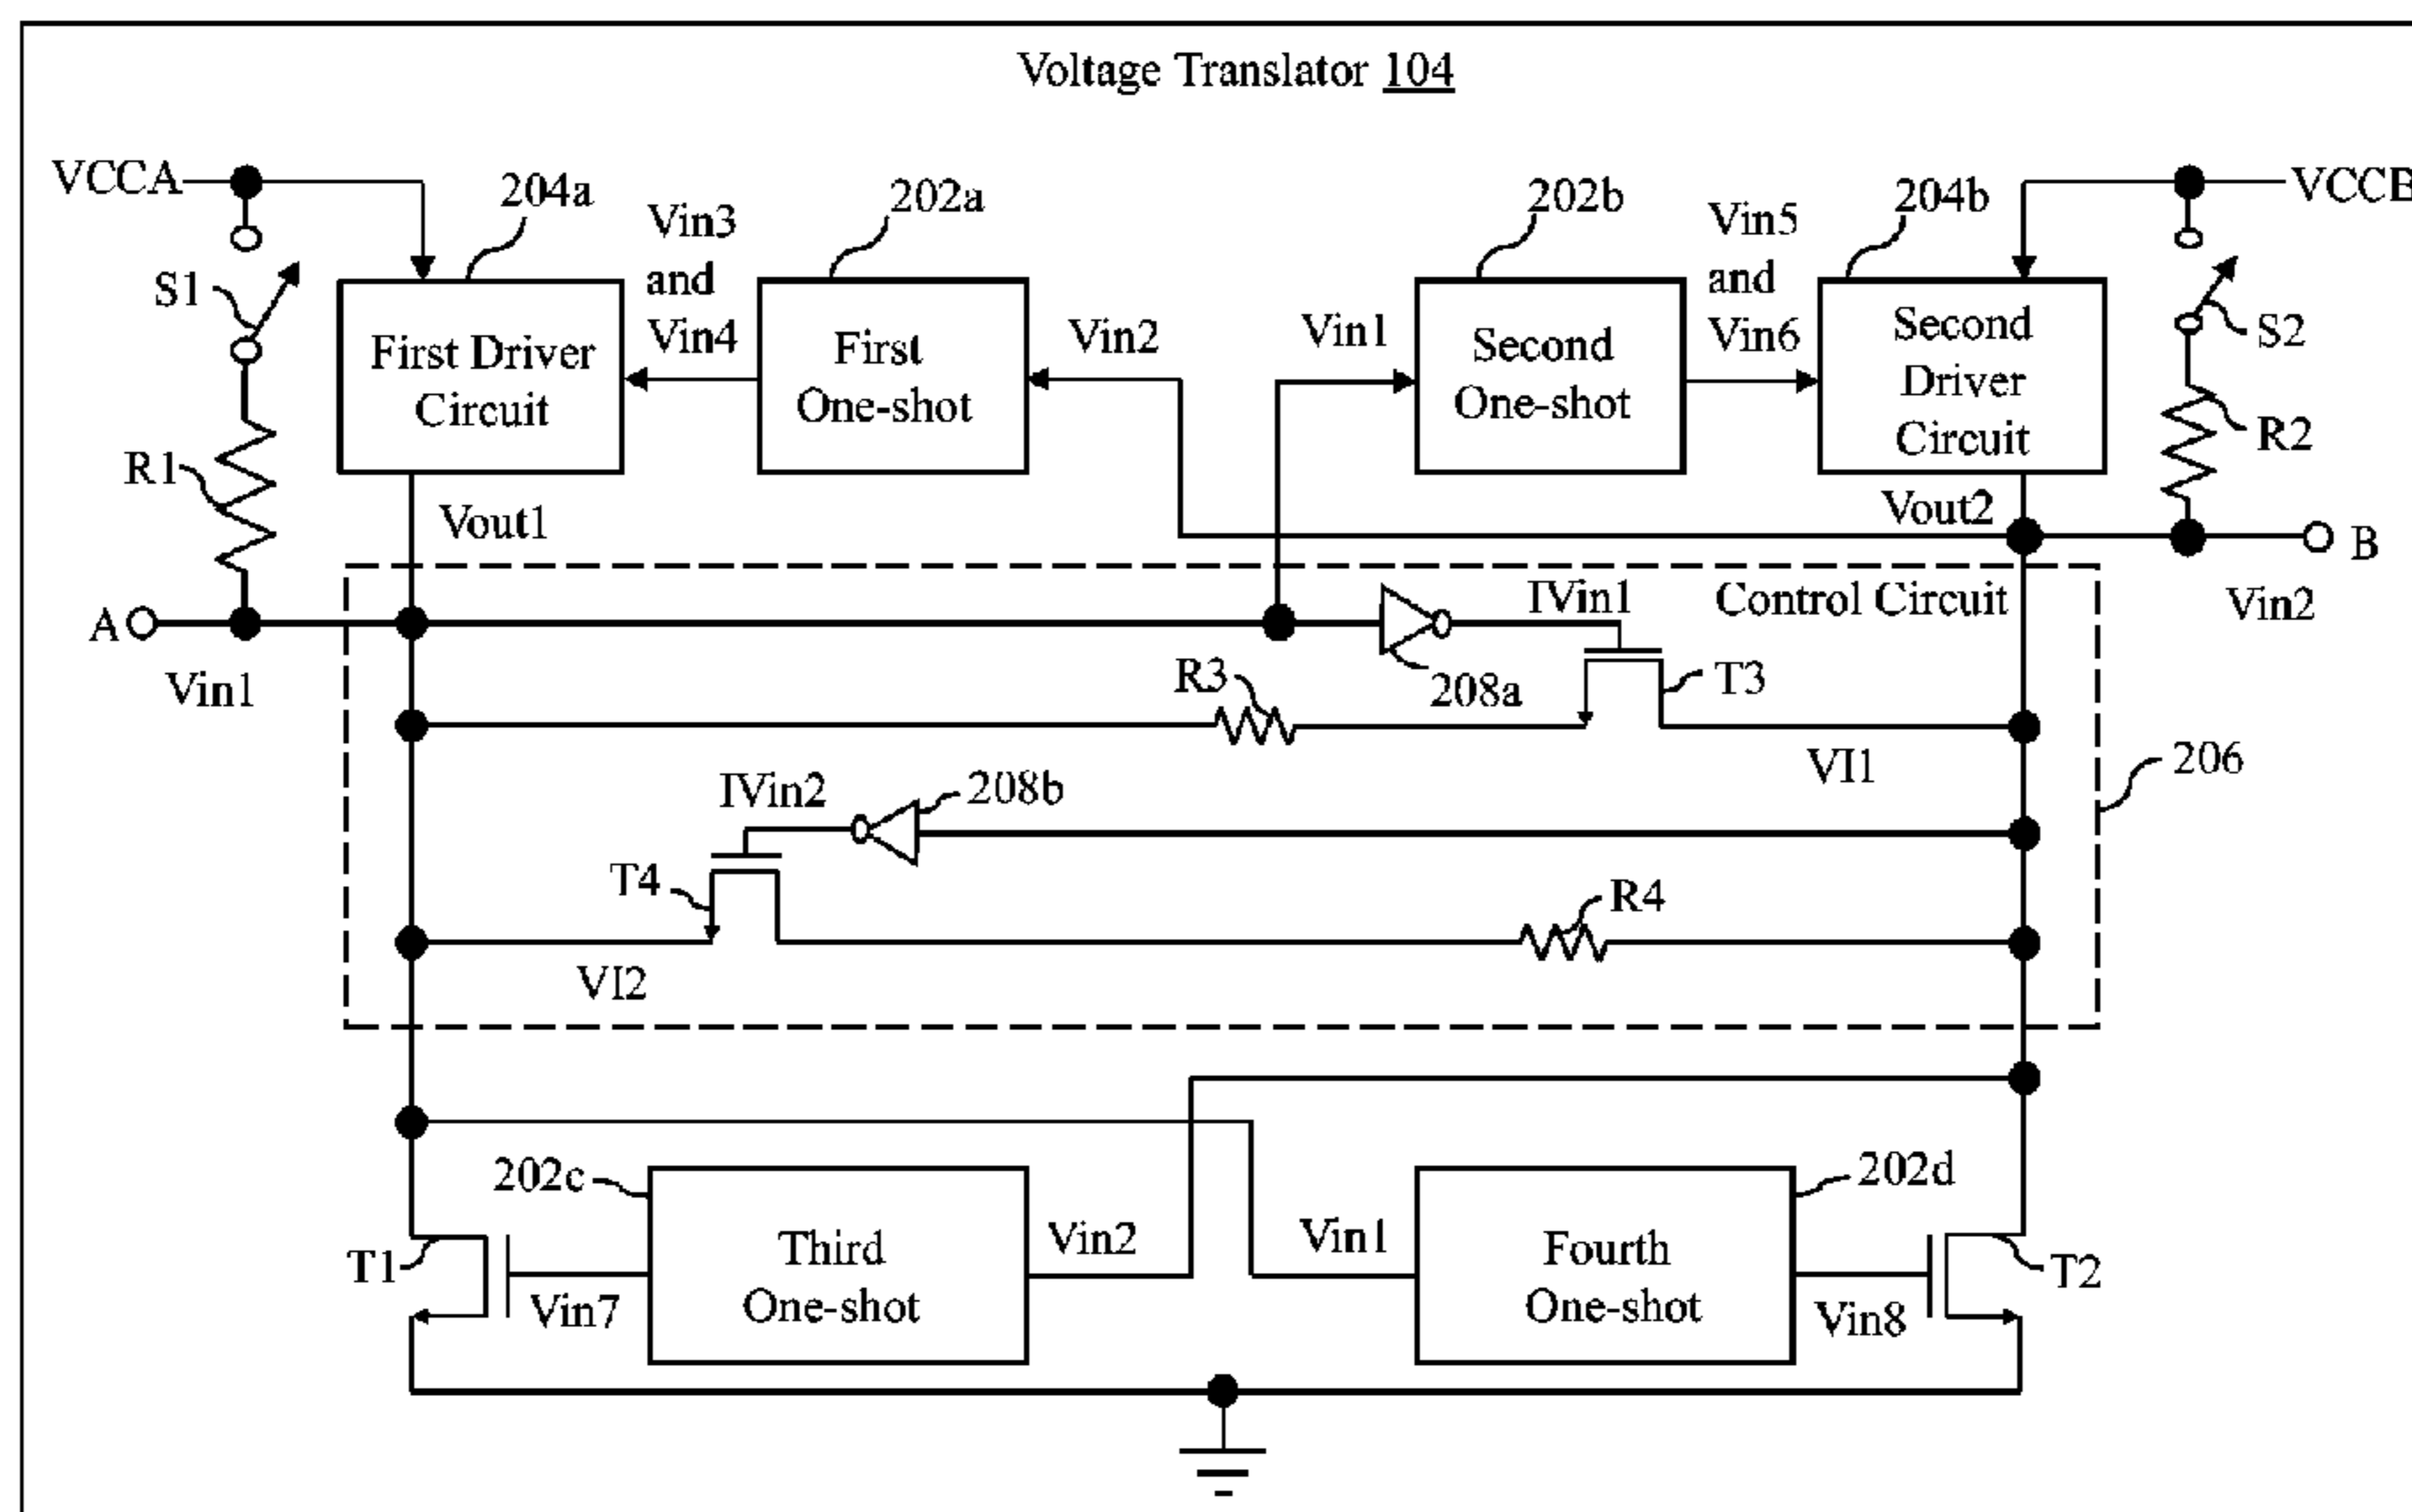 Voltage Translator 104
VCCA
204a
Vin3
and
Vin4
202a
202b
Vin5
and
Vin6
204b
VCCB
S1
First Driver
Circuit
First
One-shot
Vin2
Vin1
Second
One-shot
Second
Driver
Circuit
S2
R1
R2
Vout1
Vout2
B
A
IVin1
Control Circuit
Vin2
Vin1
R3
208a
T3
VI1
206
IVin2
208b
T4
R4
VI2
202c
202d
T1
Vin7
Third
One-shot
Vin2
Vin1
Fourth
One-shot
Vin8
T2